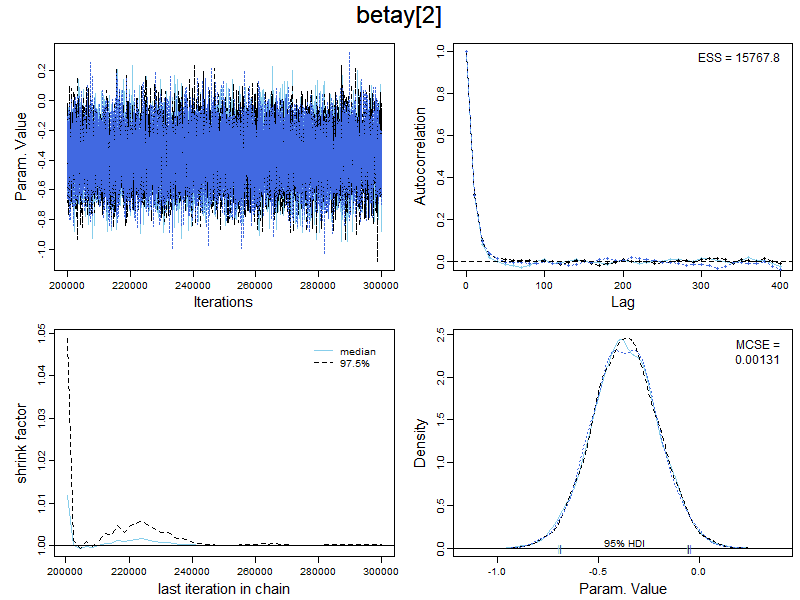 betay[2]
Param. Value
0.2
0.0
-0.2
-0.4
-0.6
-0.8
-1.0
200000 220000 240000 260000 280000 300000
Iterations
ESS = 15767.8
Autocorrelation
1.0
0.8
0.6
0.4
0.2
0.0
0 100 200 300 400
Lag
median
97.5%
shrink factor
1.05
1.04
1.03
1.02
1.01
1.00
200000 220000 240000 260000 280000 300000
last iteration in chain
MCSE =
0.00131
Density
2.5
2.0
1.5
1.0
0.5
0.0
95% HDI
-1.0 -0.5 0.0
Param. Value